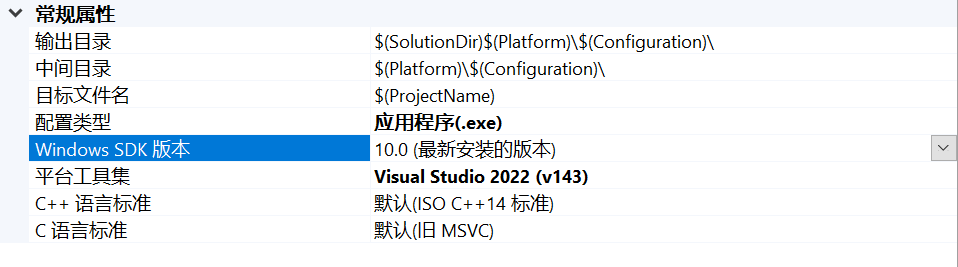 常规属性
输出目录 $(SolutionDir)$(Platform)\$(Configuration)\
中间目录 $(Platform)\$(Configuration)\
目标文件名 $(ProjectName)
配置类型 应用程序(.exe)
Windows SDK 版本 10.0 (最新安装的版本)
平台工具集 Visual Studio 2022 (v143)
C++ 语言标准 默认(ISO C++14 标准)
C 语言标准 默认(旧 MSVC)